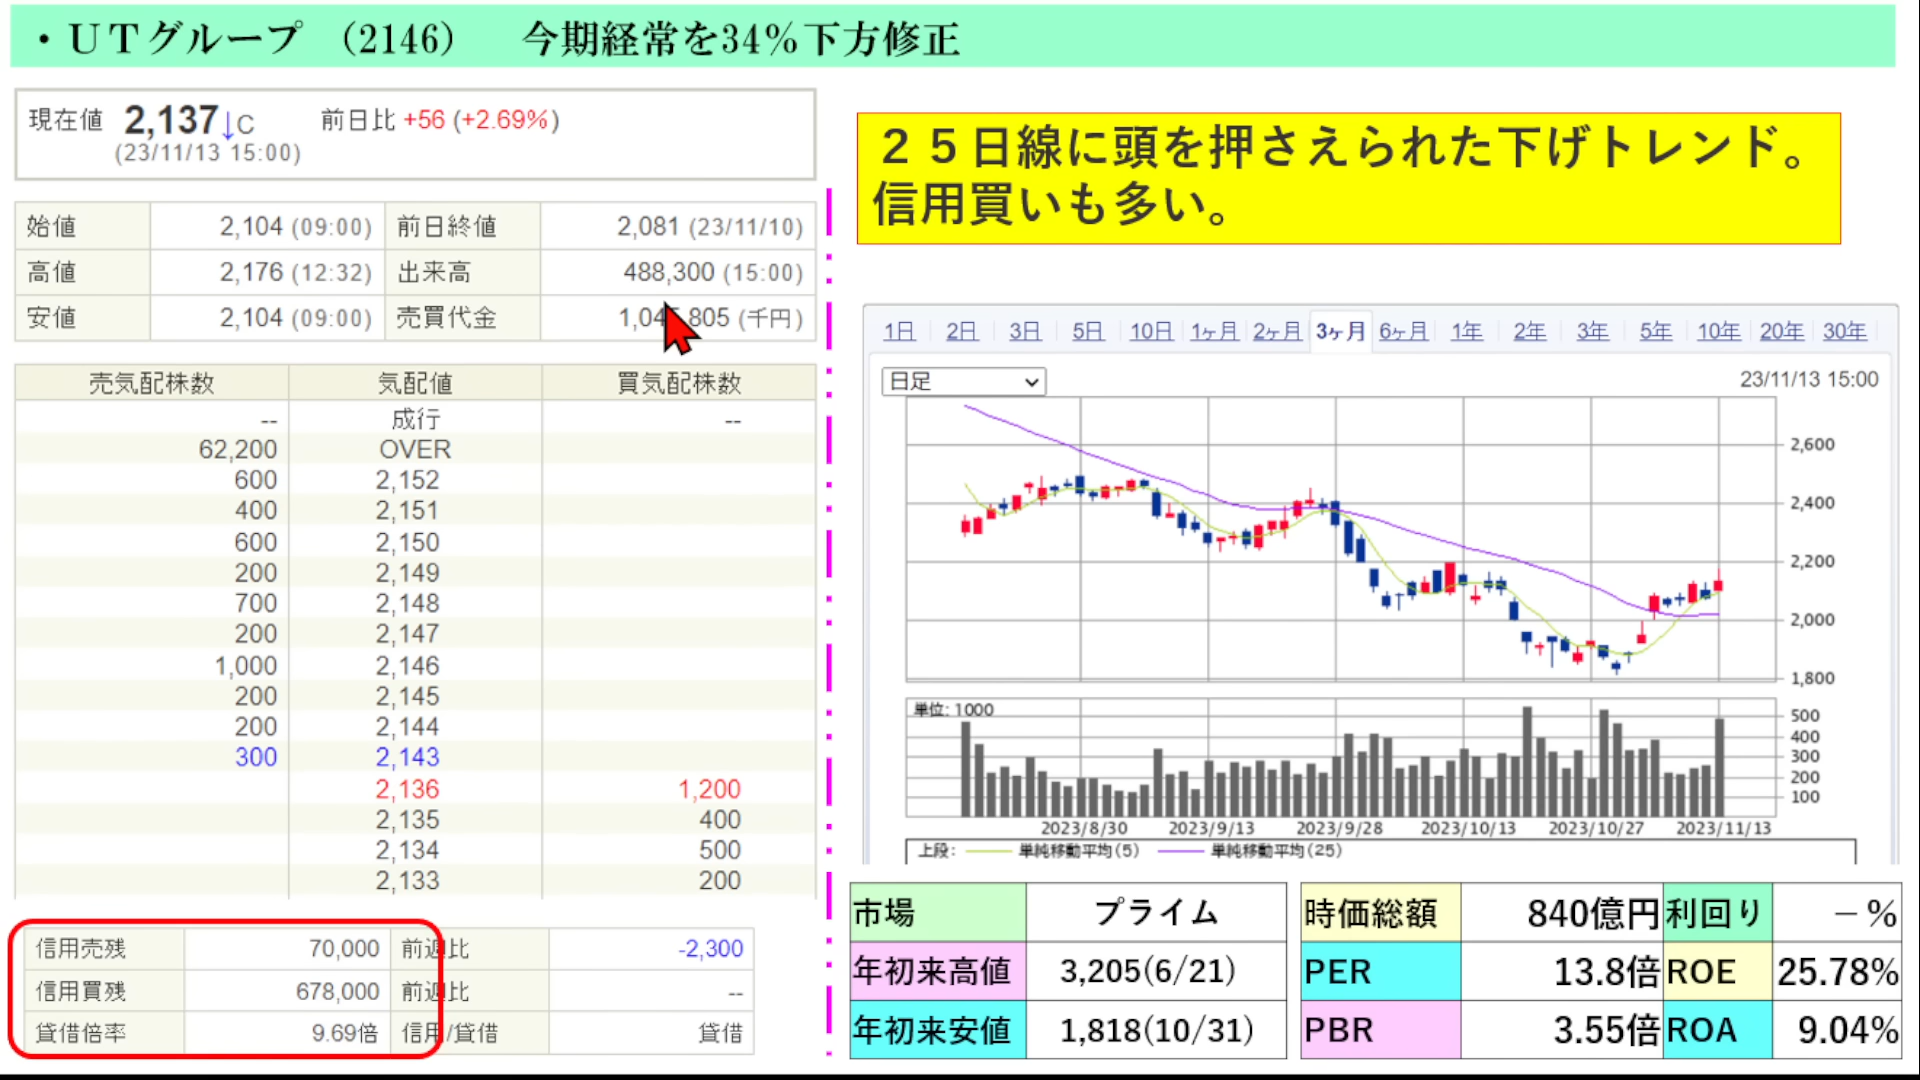 ・ＵＴグループ （2146）　今期経常を34％下方修正
現在値 2,137↓C 前日比 +56 (+2.69%)
(23/11/13 15:00)
始値 2,104 (09:00) 前日終値 2,081 (23/11/10)
高値 2,176 (12:32) 出来高 488,300 (15:00)
安値 2,104 (09:00) 売買代金 805 (千円)
売気配株数 気配値 買気配株数
-- 成行 --
62,200 OVER
600 2,152
400 2,151
600 2,150
200 2,149
700 2,148
200 2,147
1,000 2,146
200 2,145
200 2,144
300 2,143
2,136 1,200
2,135 400
2,134 500
2,133 200
信用売残 70,000 前週比 -2,300
信用買残 678,000 前週比 --
貸借倍率 9.69倍 信用/貸借 貸借
２５日線に頭を押さえられた下げトレンド。
信用買いも多い。
1日 2日 3日 5日 10日 1ヶ月 2ヶ月 3ヶ月 6ヶ月 1年 2年 3年 5年 10年 20年 30年
日足 23/11/13 15:00
2,600
2,400
2,200
2,000
1,800
単位: 1000
500
400
300
200
100
2023/8/30 2023/9/13 2023/9/28 2023/10/13 2023/10/27 2023/11/13
上段: 単純移動平均(5) 単純移動平均(25)
市場 プライム 時価総額 840億円 利回り －％
年初来高値 3,205(6/21) PER 13.8倍 ROE 25.78%
年初来安値 1,818(10/31) PBR 3.55倍 ROA 9.04%